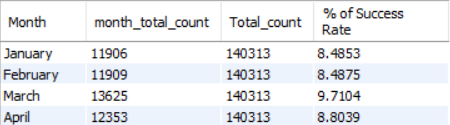 Month month_total_count Total_count % of Success
Rate
January 11906 140313 8.4853
February 11909 140313 8.4875
March 13625 140313 9.7104
April 12353 140313 8.8039